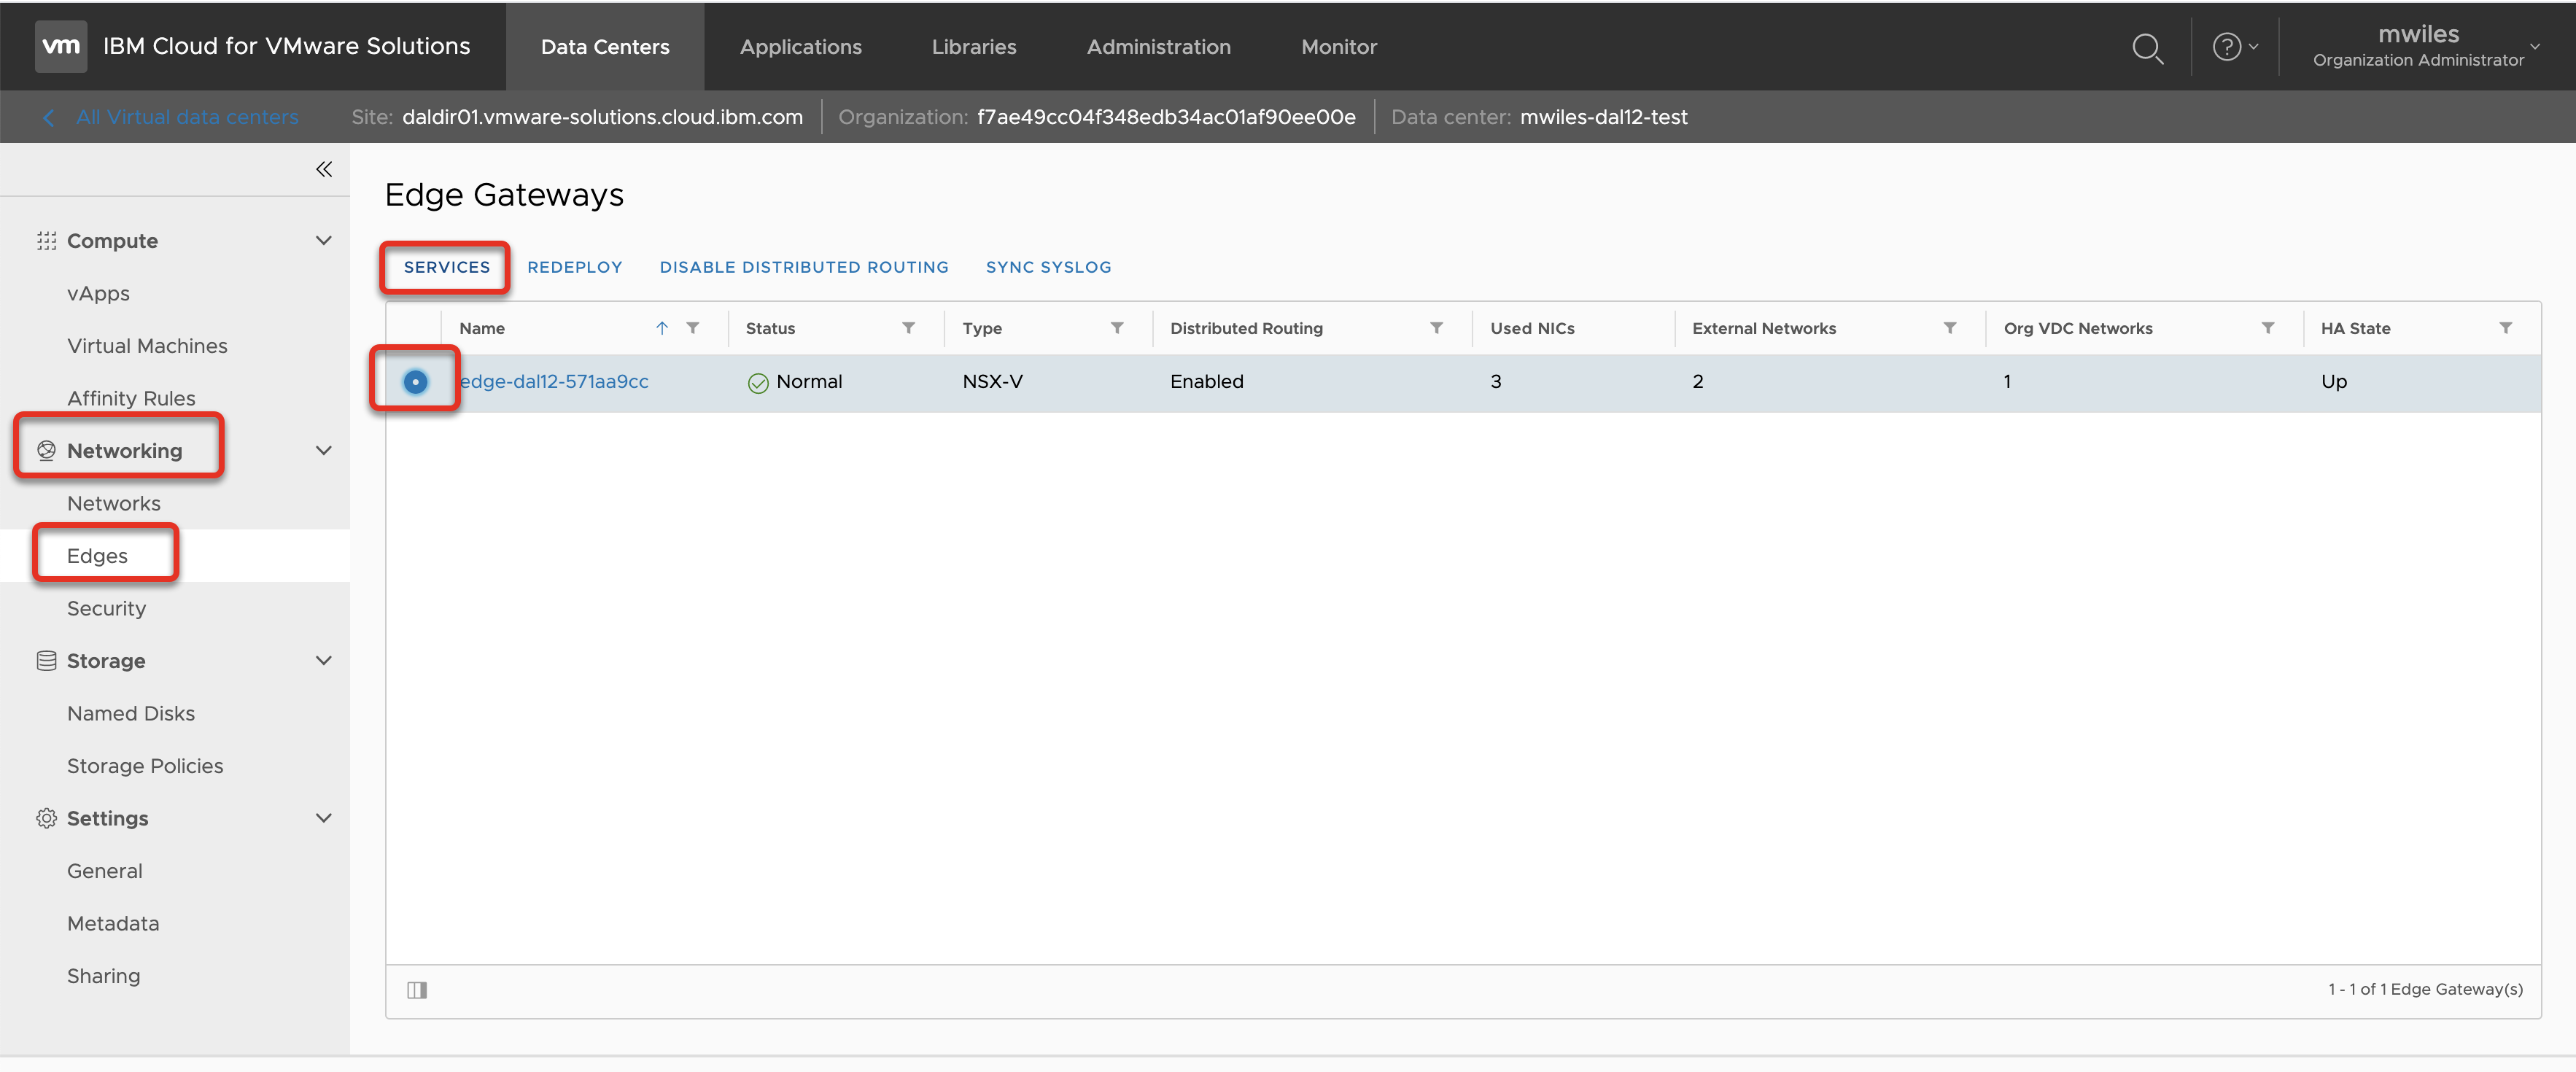 vm IBM Cloud for VMware Solutions Data Centers Applications Libraries Administration Monitor ? mwiles
Organization Administrator
All Virtual data centers Site: daldir01.vmware-solutions.cloud.ibm.com Organization: f7ae49cc04f348edb34ac01af90ee00e Data center: mwiles-dal12-test
Compute
vApps
Virtual Machines
Affinity Rules
Networking
Networks
Edges
Security
Storage
Named Disks
Storage Policies
Settings
General
Metadata
Sharing
Edge Gateways
SERVICES REDEPLOY DISABLE DISTRIBUTED ROUTING SYNC SYSLOG
Name Status Type Distributed Routing Used NICs External Networks Org VDC Networks HA State
edge-dal12-571aa9cc Normal NSX-V Enabled 3 2 1 Up
1 - 1 of 1 Edge Gateway(s)